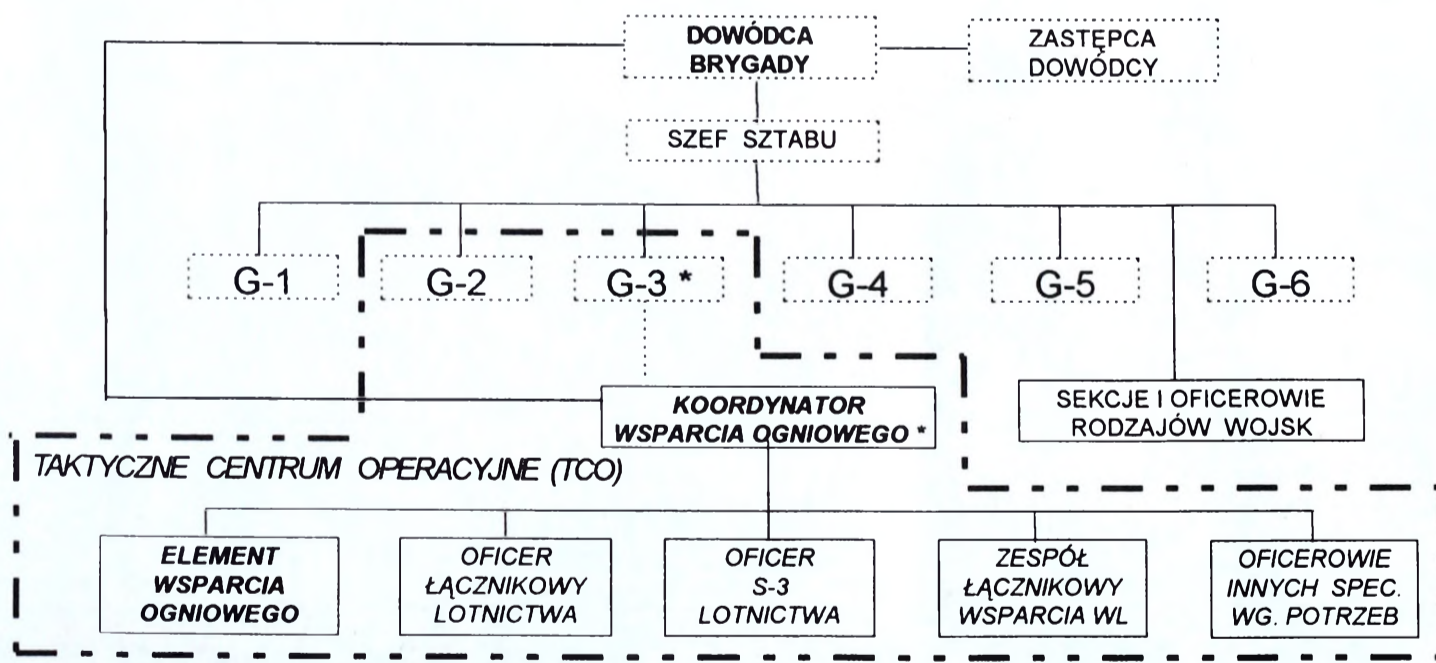 DOWÓDCA
BRYGADY
ZASTĘPCA
DOWÓDCY
SZEF SZTABU
G-1
G-2
G-3 *
G-4
G-5
G-6
KOORDYNATOR
WSPARCIA OGNIOWEGO *
SEKCJE I OFICEROWIE
RODZAJÓW WOJSK
TAKTYCZNE CENTRUM OPERACYJNE (TCO)
ELEMENT
WSPARCIA
OGNIOWEGO
OFICER
ŁĄCZNIKOWY
LOTNICTWA
OFICER
S-3
LOTNICTWA
ZESPÓŁ
ŁĄCZNIKOWY
WSPARCIA WL
OFICEROWIE
INNYCH SPEC.
WG. POTRZEB